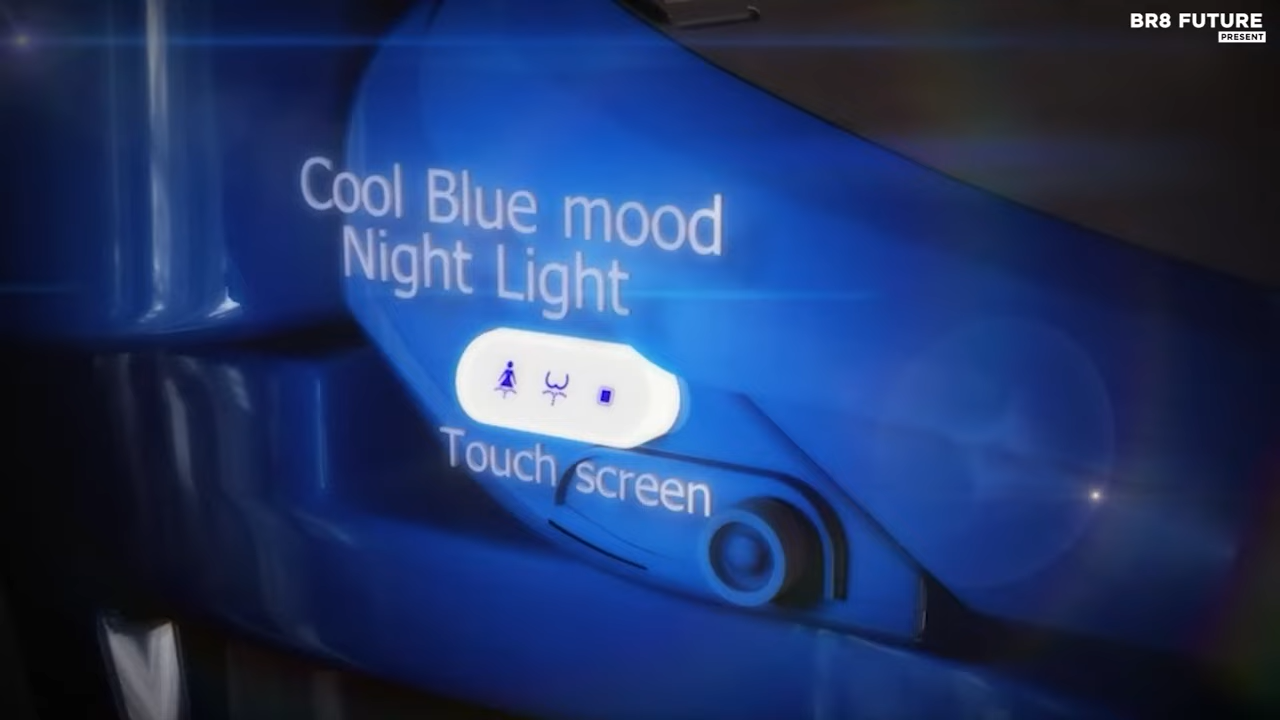 BR8 FUTURE
PRESENT
Cool Blue mood
Night Light
Touch screen